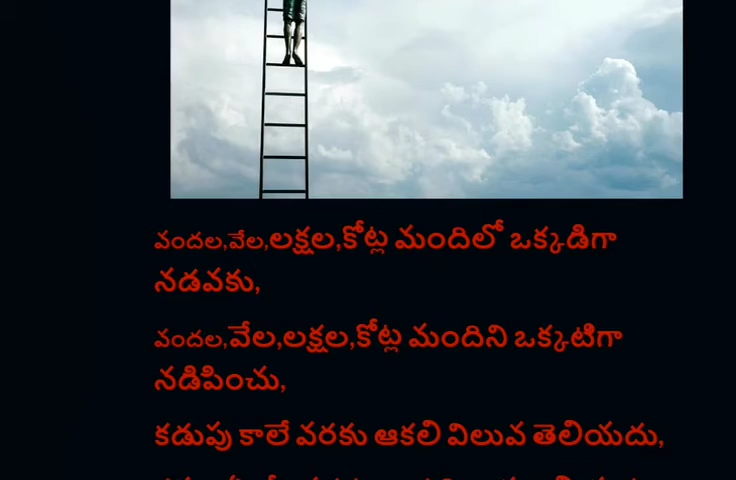 వందల,వేల,లక్షల,కోట్ల మందిలో ఒక్కడిగా
నడవకు,
వందల,వేల,లక్షల,కోట్ల మందిని ఒక్కటిగా
నడిపించు,
కడుపు కాలే వరకు ఆకలి విలువ తెలియదు,